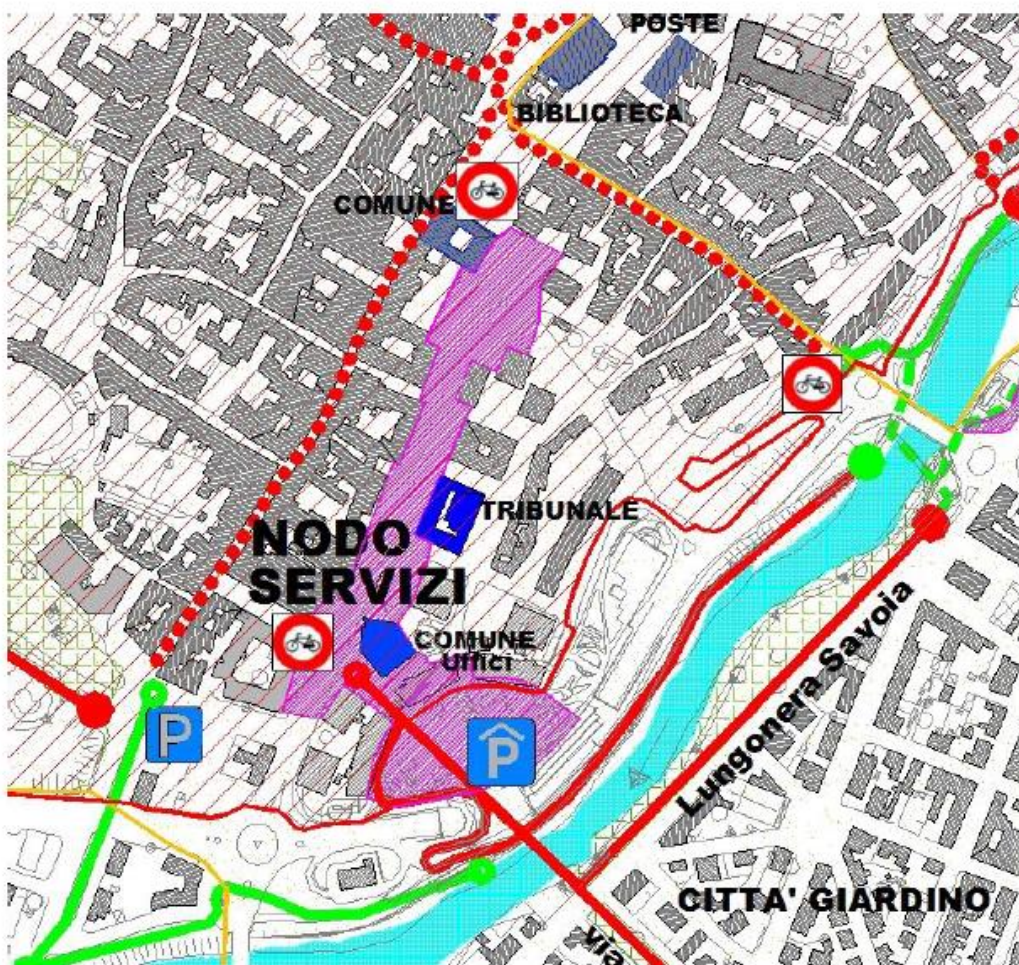 POSTE
BIBLIOTECA
COMUNE
TRIBUNALE
NODO
SERVIZI
COMUNE
Uffici
P
P
Lungonera Savoia
CITTA' GIARDINO
via